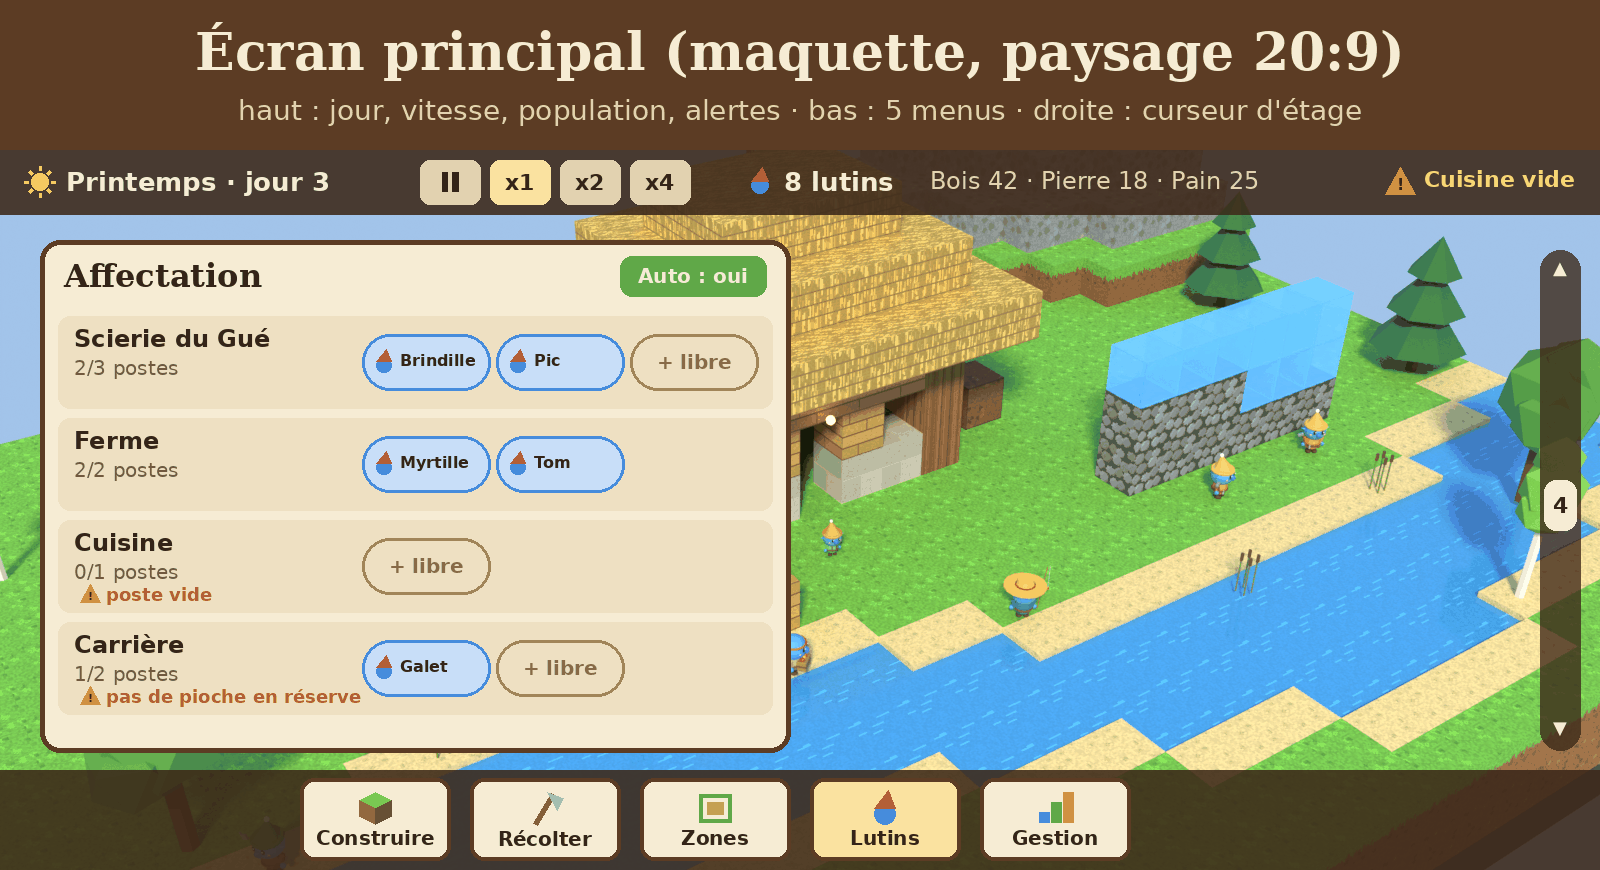 Écran principal (maquette, paysage 20:9)
haut : jour, vitesse, population, alertes · bas : 5 menus · droite : curseur d'étage
Printemps · jour 3
x1
x2
x4
8 lutins
Bois 42 · Pierre 18 · Pain 25
! Cuisine vide
Affectation
Auto : oui
Scierie du Gué
2/3 postes
Brindille
Pic
+ libre
Ferme
2/2 postes
Myrtille
Tom
Cuisine
0/1 postes
! poste vide
+ libre
Carrière
1/2 postes
! pas de pioche en réserve
Galet
+ libre
▲
4
▼
Construire
Récolter
Zones
Lutins
Gestion